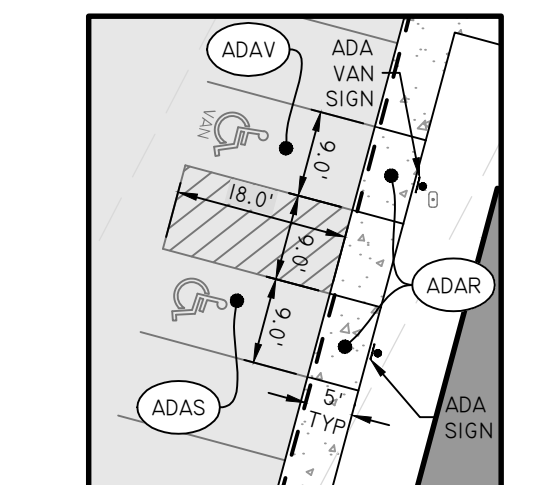 ADAV
ADA
VAN
SIGN
VAN
9.0'
18.0'
9.0'
9.0'
ADAR
ADAS
5'
TYP
ADA
SIGN